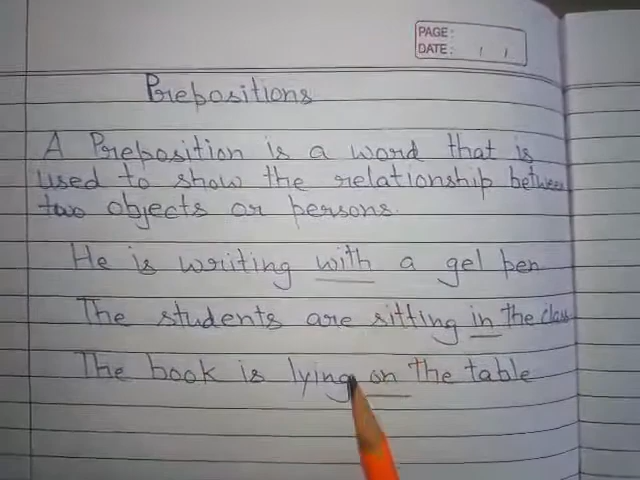 PAGE:
DATE: / /
Prepositions
A Preposition is a word that is
used to show the relationship between
two objects or persons.
He is writing with a gel pen
The students are sitting in the class
The book is lying on the table